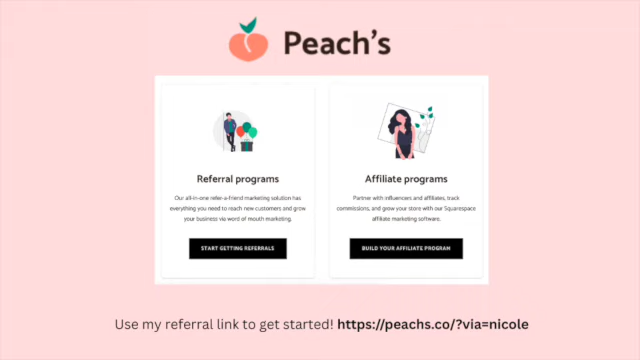 Peach's
Referral programs
Our all-in-one refer-a-friend marketing solution has
everything you need to reach new customers and grow
your business via word of mouth marketing.
START GETTING REFERRALS
Affiliate programs
Partner with influencers and affiliates, track
commissions, and grow your store with our Squarespace
affiliate marketing software.
BUILD YOUR AFFILIATE PROGRAM
Use my referral link to get started! https://peachs.co/?via=nicole